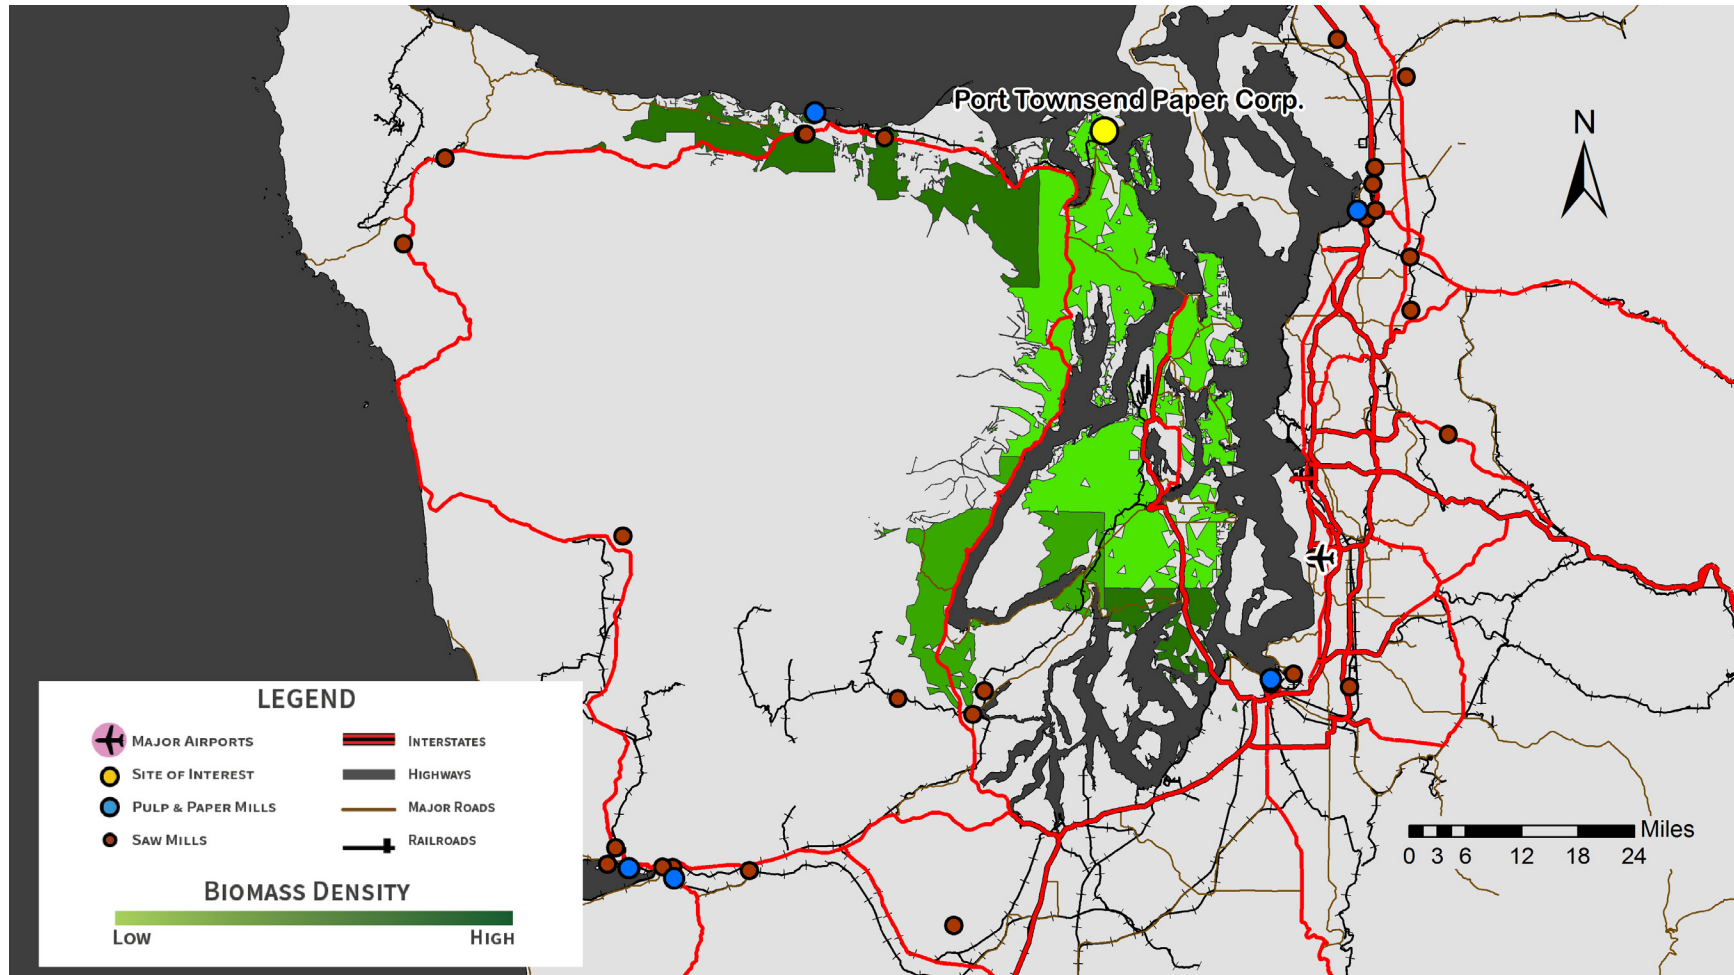 Port Townsend Paper Corp.
N
LEGEND
MAJOR AIRPORTS
INTERSTATES
SITE OF INTEREST
HIGHWAYS
PULP & PAPER MILLS
MAJOR ROADS
SAW MILLS
RAILROADS
Miles
0 3 6 12 18 24
BIOMASS DENSITY
LOW HIGH